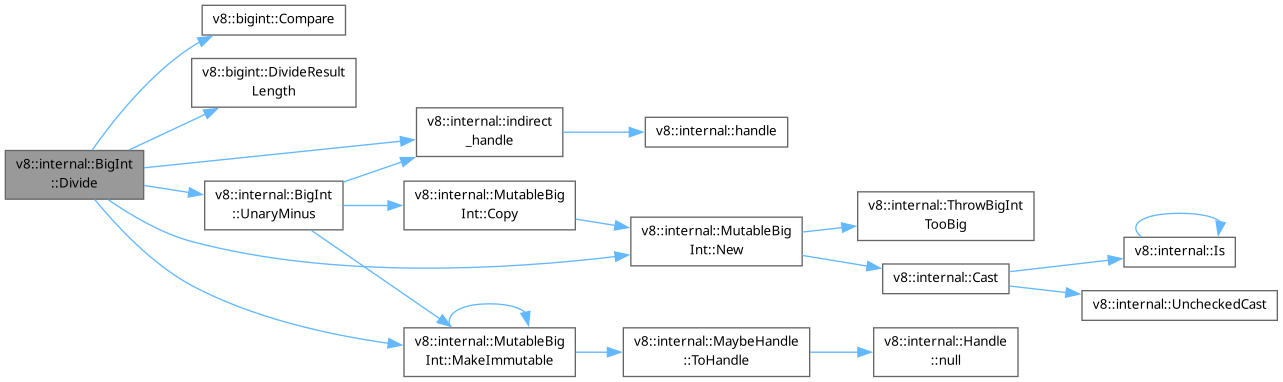 v8::bigint::Compare
v8::bigint::DivideResult
Length
v8::internal::indirect
_handle
v8::internal::handle
v8::internal::BigInt
::Divide
v8::internal::BigInt
::UnaryMinus
v8::internal::MutableBig
Int::Copy
v8::internal::MutableBig
Int::New
v8::internal::ThrowBigInt
TooBig
v8::internal::Cast
v8::internal::Is
v8::internal::UncheckedCast
v8::internal::MutableBig
Int::MakeImmutable
v8::internal::MaybeHandle
::ToHandle
v8::internal::Handle
::null